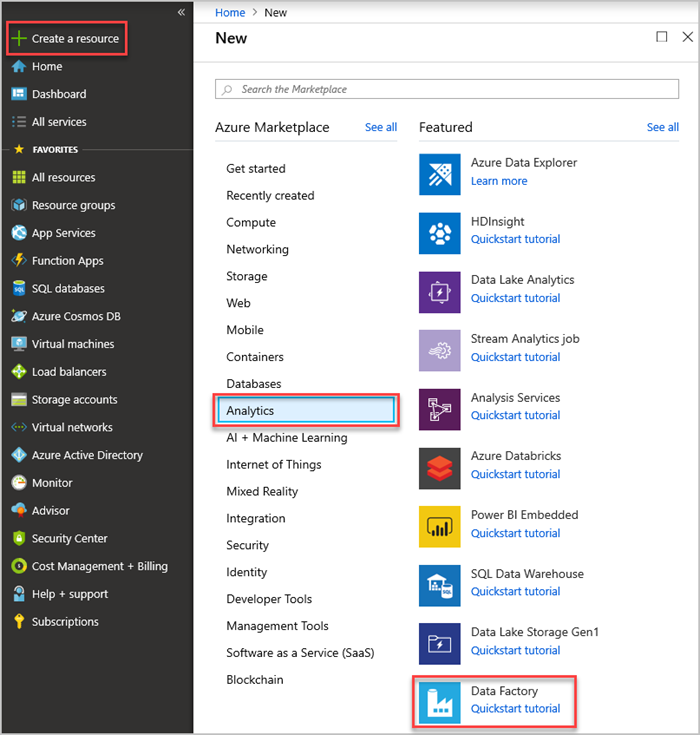 Create a resource
Home
Dashboard
All services
FAVORITES
All resources
Resource groups
App Services
Function Apps
SQL databases
Azure Cosmos DB
Virtual machines
Load balancers
Storage accounts
Virtual networks
Azure Active Directory
Monitor
Advisor
Security Center
Cost Management + Billing
Help + support
Subscriptions
Home > New
New
Search the Marketplace
Azure Marketplace See all
Get started
Recently created
Compute
Networking
Storage
Web
Mobile
Containers
Databases
Analytics
AI + Machine Learning
Internet of Things
Mixed Reality
Integration
Security
Identity
Developer Tools
Management Tools
Software as a Service (SaaS)
Blockchain
Featured See all
Azure Data Explorer
Learn more
HDInsight
Quickstart tutorial
Data Lake Analytics
Quickstart tutorial
Stream Analytics job
Quickstart tutorial
Analysis Services
Quickstart tutorial
Azure Databricks
Quickstart tutorial
Power BI Embedded
Quickstart tutorial
SQL Data Warehouse
Quickstart tutorial
Data Lake Storage Gen1
Quickstart tutorial
Data Factory
Quickstart tutorial